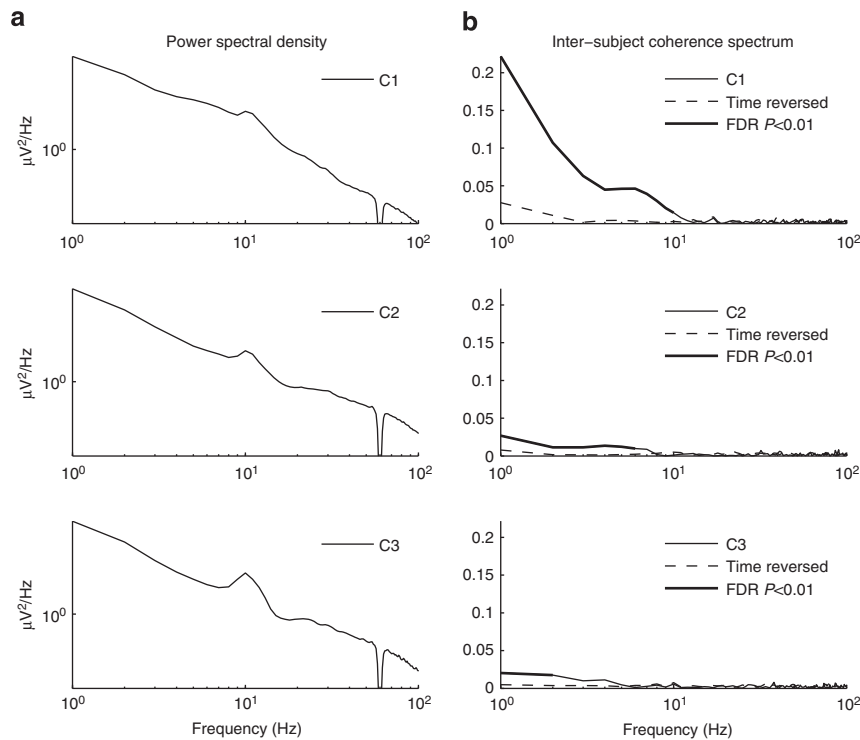 a
Power spectral density
C1
μV²/Hz
10⁰
10⁰
10¹
10²
C2
μV²/Hz
10⁰
10⁰
10¹
10²
C3
μV²/Hz
10⁰
10⁰
10¹
10²
Frequency (Hz)
b
Inter–subject coherence spectrum
0.2
0.15
0.1
0.05
0
C1
Time reversed
FDR P<0.01
10⁰
10¹
10²
0.2
0.15
0.1
0.05
0
C2
Time reversed
FDR P<0.01
10⁰
10¹
10²
0.2
0.15
0.1
0.05
0
C3
Time reversed
FDR P<0.01
10⁰
10¹
10²
Frequency (Hz)